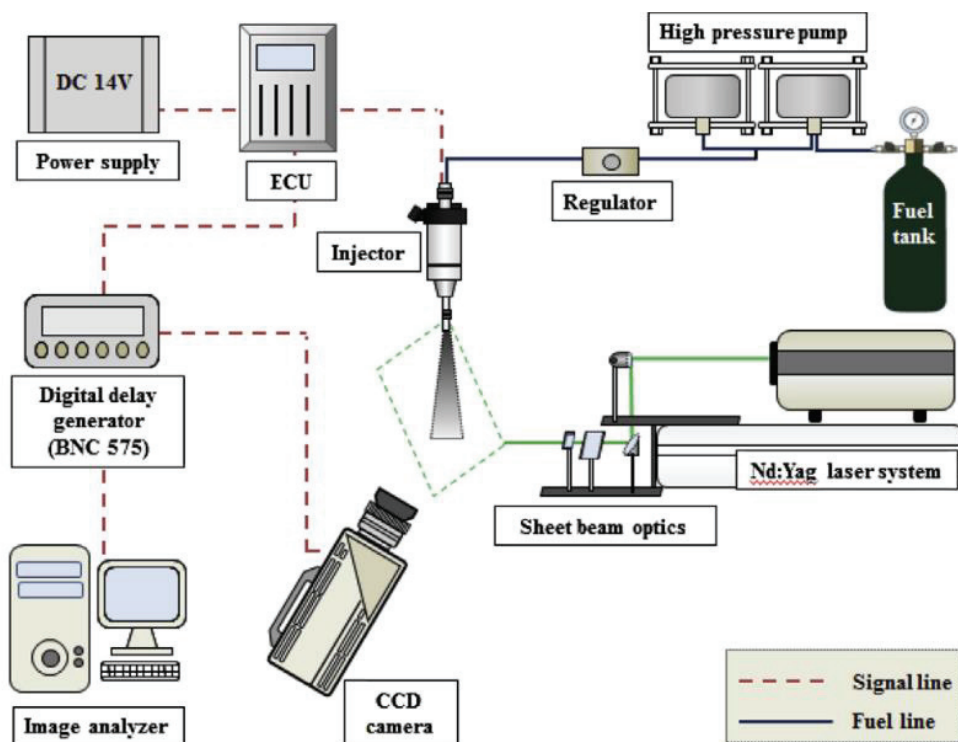 High pressure pump
DC 14V
Power supply
ECU
Regulator
Fuel
tank
Injector
Digital delay
generator
(BNC 575)
Nd:Yag laser system
Sheet beam optics
Image analyzer
CCD
camera
Signal line
Fuel line